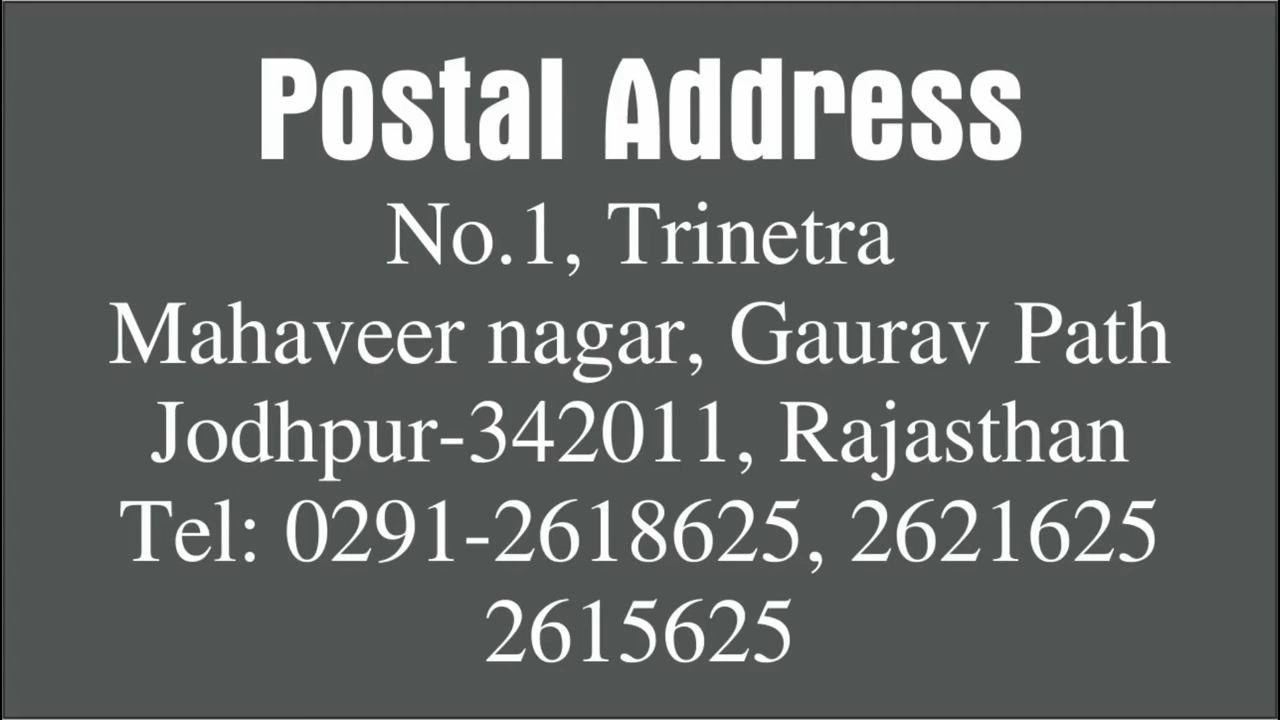 Postal Address
No.1, Trinetra
Mahaveer nagar, Gaurav Path
Jodhpur-342011, Rajasthan
Tel: 0291-2618625, 2621625
2615625